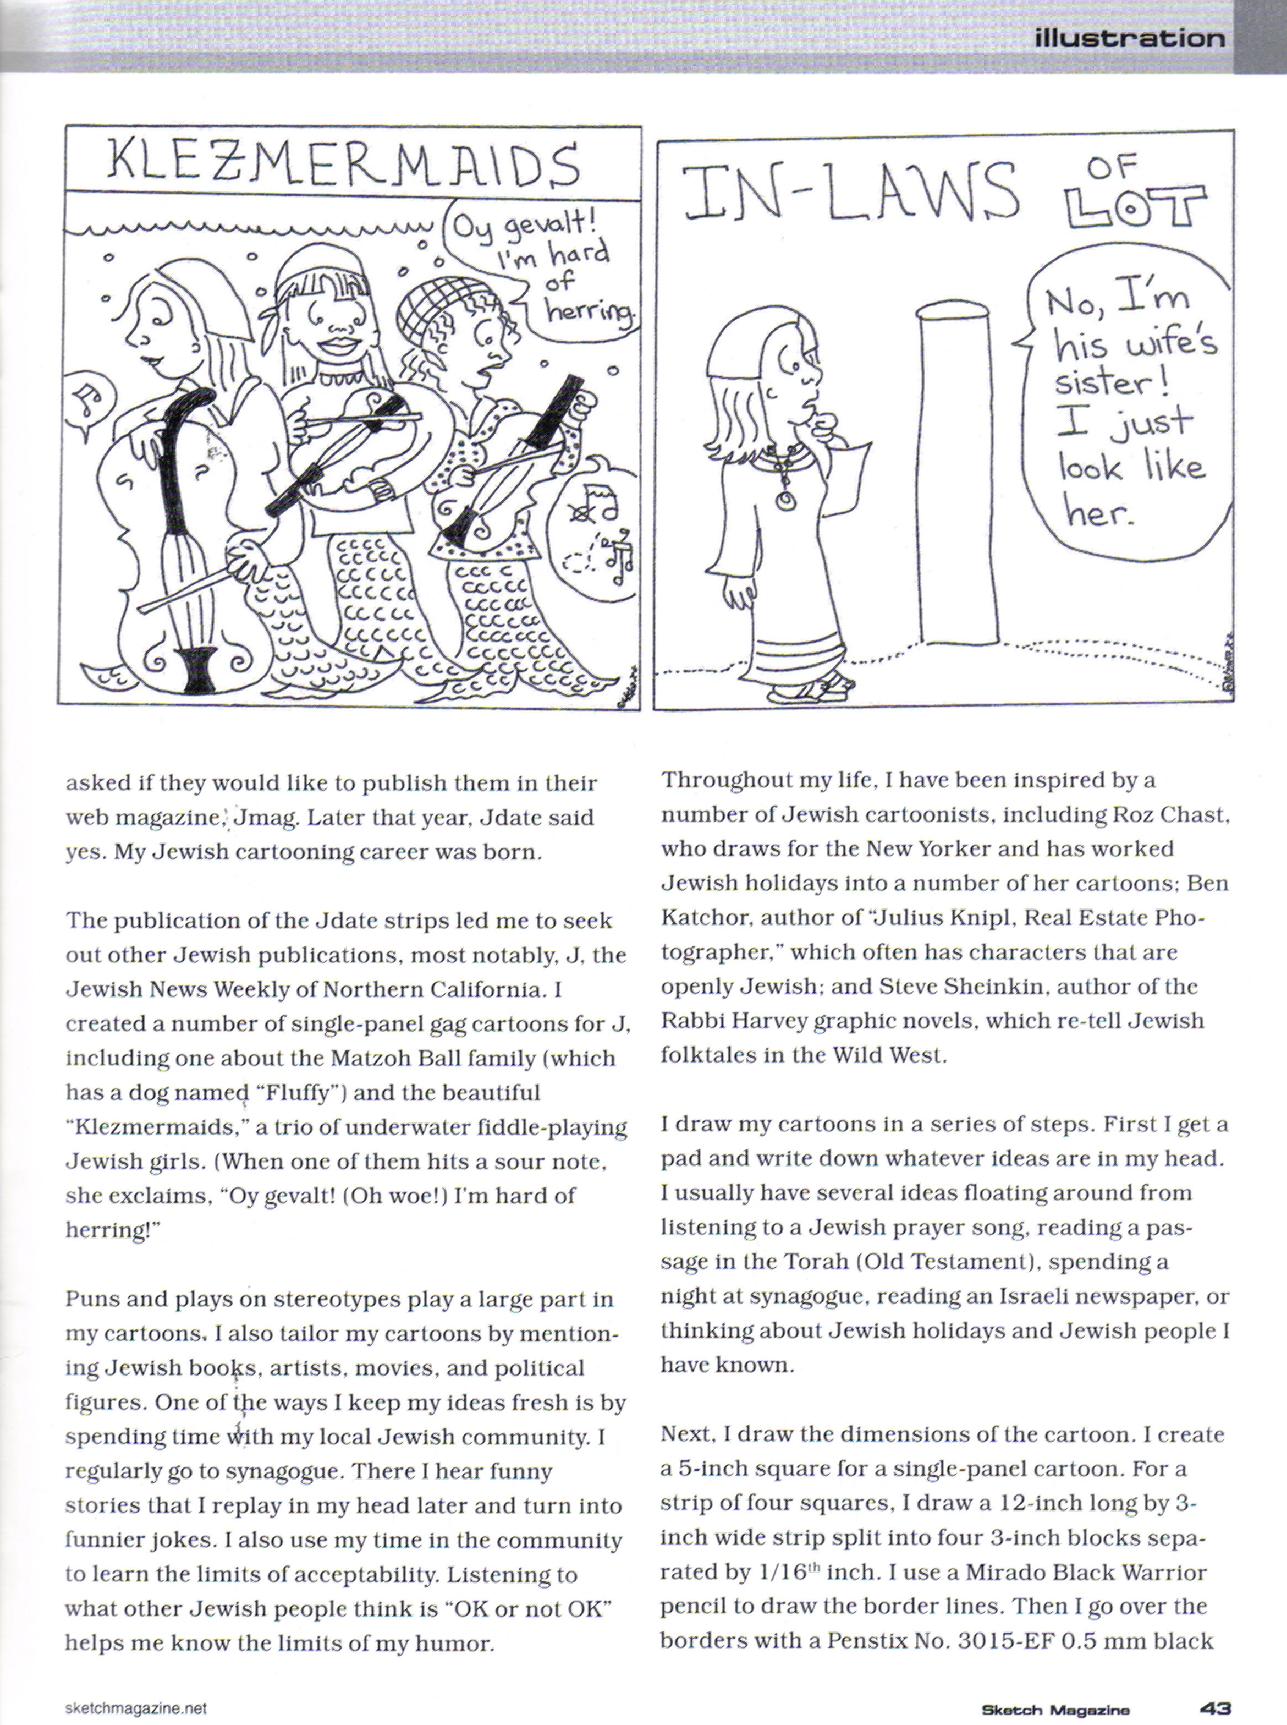 illustration
KLEZMERMAIDS
Oy gevalt!
I'm hard
of
herring.
IN-LAWS OF
LOT
No, I'm
his wife's
sister!
I just
look like
her.
asked if they would like to publish them in their
web magazine, Jmag. Later that year, Jdate said
yes. My Jewish cartooning career was born.
The publication of the Jdate strips led me to seek
out other Jewish publications, most notably, J, the
Jewish News Weekly of Northern California. I
created a number of single-panel gag cartoons for J,
including one about the Matzoh Ball family (which
has a dog named “Fluffy”) and the beautiful
“Klezmermaids,” a trio of underwater fiddle-playing
Jewish girls. (When one of them hits a sour note,
she exclaims, “Oy gevalt! (Oh woe!) I'm hard of
herring!”
Puns and plays on stereotypes play a large part in
my cartoons. I also tailor my cartoons by mention-
ing Jewish books, artists, movies, and political
figures. One of the ways I keep my ideas fresh is by
spending time with my local Jewish community. I
regularly go to synagogue. There I hear funny
stories that I replay in my head later and turn into
funnier jokes. I also use my time in the community
to learn the limits of acceptability. Listening to
what other Jewish people think is “OK or not OK”
helps me know the limits of my humor.
Throughout my life, I have been inspired by a
number of Jewish cartoonists, including Roz Chast,
who draws for the New Yorker and has worked
Jewish holidays into a number of her cartoons; Ben
Katchor, author of “Julius Knipl, Real Estate Pho-
tographer,” which often has characters that are
openly Jewish; and Steve Sheinkin, author of the
Rabbi Harvey graphic novels, which re-tell Jewish
folktales in the Wild West.
I draw my cartoons in a series of steps. First I get a
pad and write down whatever ideas are in my head.
I usually have several ideas floating around from
listening to a Jewish prayer song, reading a pas-
sage in the Torah (Old Testament), spending a
night at synagogue, reading an Israeli newspaper, or
thinking about Jewish holidays and Jewish people I
have known.
Next, I draw the dimensions of the cartoon. I create
a 5-inch square for a single-panel cartoon. For a
strip of four squares, I draw a 12-inch long by 3-
inch wide strip split into four 3-inch blocks sepa-
rated by 1/16th inch. I use a Mirado Black Warrior
pencil to draw the border lines. Then I go over the
borders with a Penstix No. 3015-EF 0.5 mm black
sketchmagazine.net
Sketch Magazine 43